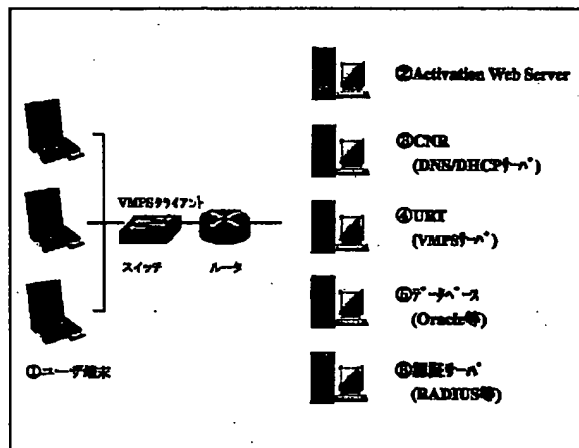 ②Activation Web Server
③CNR
(DNS/DHCPサーバ)
VMPSクライアント
④URT
(VMPSサーバ)
スイッチ
ルータ
⑤データベース
(Oracle等)
①ユーザ端末
⑥認証サーバ
(RADIUS等)